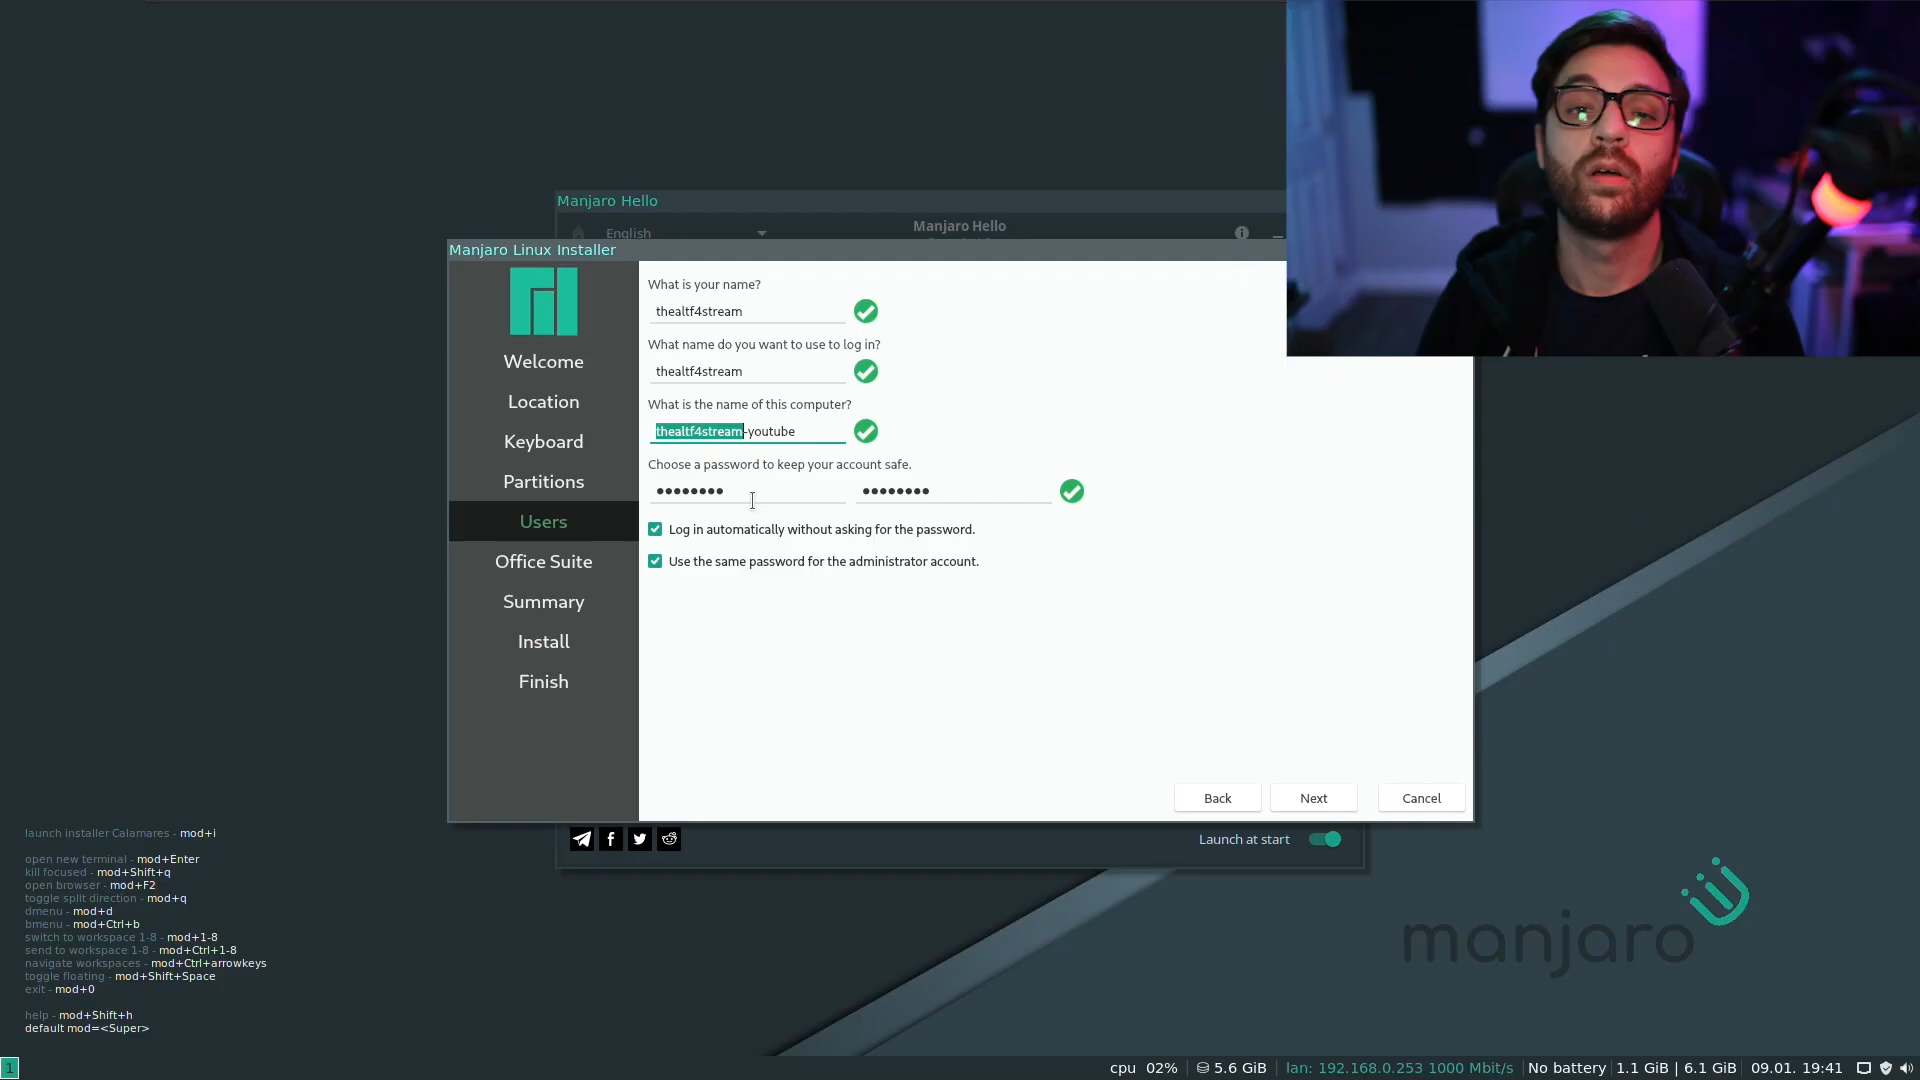 Manjaro Hello
English
Manjaro Hello
Manjaro Linux Installer
Welcome
Location
Keyboard
Partitions
Users
Office Suite
Summary
Install
Finish
What is your name?
thealtf4stream
What name do you want to use to log in?
thealtf4stream
What is the name of this computer?
thealtf4stream-youtube
Choose a password to keep your account safe.
●●●●●●●● ●●●●●●●●
Log in automatically without asking for the password.
Use the same password for the administrator account.
Back Next Cancel
Launch at start
launch installer Calamares - mod+i
open new terminal - mod+Enter
kill focused - mod+Shift+q
open browser - mod+F2
toggle split direction - mod+q
dmenu - mod+d
bmenu - mod+Ctrl+b
switch to workspace 1-8 - mod+1-8
send to workspace 1-8 - mod+Ctrl+1-8
navigate workspaces - mod+Ctrl+arrowkeys
toggle floating - mod+Shift+Space
exit - mod+0
help - mod+Shift+h
default mod=<Super>
manjaro
1
cpu 02% 5.6 GiB lan: 192.168.0.253 1000 Mbit/s No battery 1.1 GiB | 6.1 GiB 09.01. 19:41